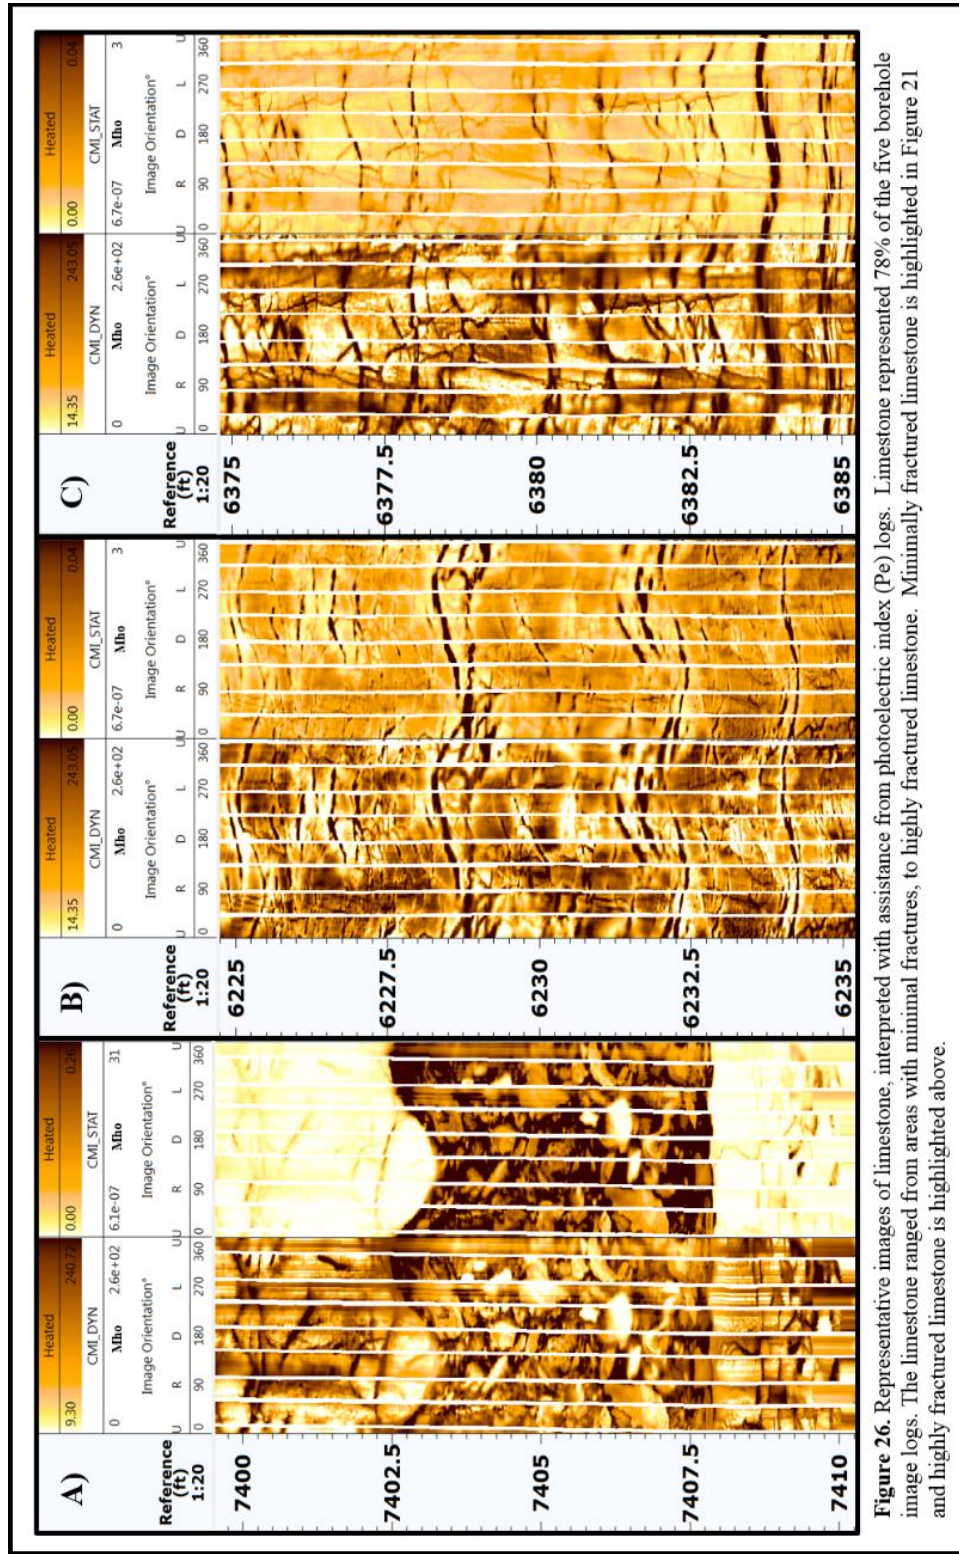 A)
Reference
(ft)
1:20
7400
7402.5
7405
7407.5
7410
Heated
9.30 240.72
CMI_DYN
0 Mho 2.6e+02
Image Orientation°
U R D L U
0 90 180 270 360
Heated
0.00 0.26
CMI_STAT
6.1e-07 Mho 31
Image Orientation°
U R D L U
0 90 180 270 360
B)
Reference
(ft)
1:20
6225
6227.5
6230
6232.5
6235
Heated
14.35 243.05
CMI_DYN
0 Mho 2.6e+02
Image Orientation°
U R D L U
0 90 180 270 360
Heated
0.00 0.04
CMI_STAT
6.7e-07 Mho 3
Image Orientation°
U R D L U
0 90 180 270 360
C)
Reference
(ft)
1:20
6375
6377.5
6380
6382.5
6385
Heated
14.35 243.05
CMI_DYN
0 Mho 2.6e+02
Image Orientation°
U R D L U
0 90 180 270 360
Heated
0.00 0.04
CMI_STAT
6.7e-07 Mho 3
Image Orientation°
U R D L U
0 90 180 270 360
Figure 26. Representative images of limestone, interpreted with assistance from photoelectric index (Pe) logs. Limestone represented 78% of the five borehole
image logs. The limestone ranged from areas with minimal fractures, to highly fractured limestone. Minimally fractured limestone is highlighted in Figure 21
and highly fractured limestone is highlighted above.